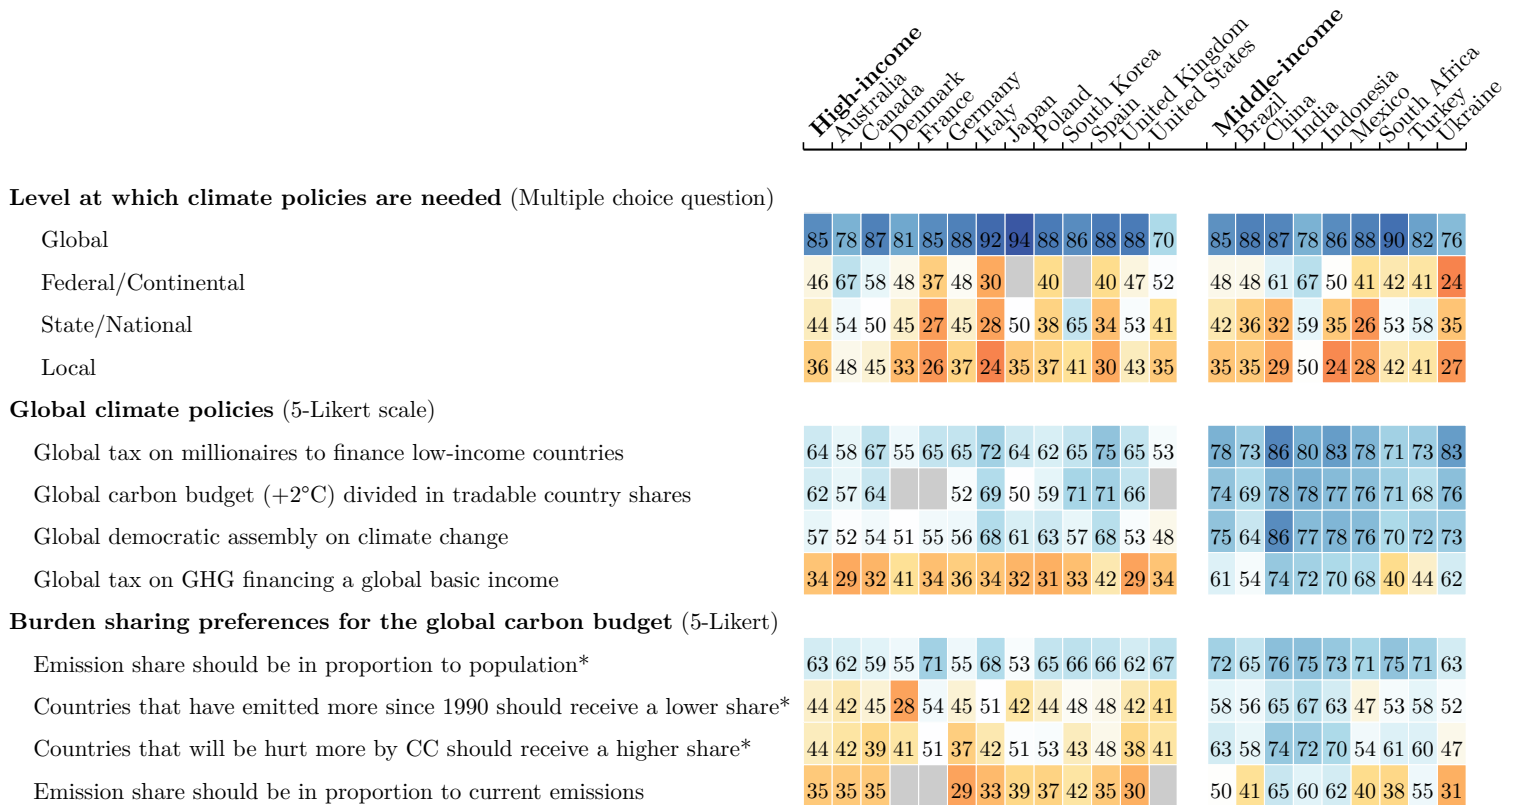 High-income Australia Canada Denmark France Germany Italy Japan Poland South Korea Spain United Kingdom United States Middle-income Brazil China India Indonesia Mexico South Africa Turkey Ukraine
Level at which climate policies are needed (Multiple choice question)
Global 85 78 87 81 85 88 92 94 88 86 88 88 70 85 88 87 78 86 88 90 82 76
Federal/Continental 46 67 58 48 37 48 30 40 40 47 52 48 48 61 67 50 41 42 41 24
State/National 44 54 50 45 27 45 28 50 38 65 34 53 41 42 36 32 59 35 26 53 58 35
Local 36 48 45 33 26 37 24 35 37 41 30 43 35 35 35 29 50 24 28 42 41 27
Global climate policies (5-Likert scale)
Global tax on millionaires to finance low-income countries 64 58 67 55 65 65 72 64 62 65 75 65 53 78 73 86 80 83 78 71 73 83
Global carbon budget (+2°C) divided in tradable country shares 62 57 64 52 69 50 59 71 71 66 74 69 78 78 77 76 71 68 76
Global democratic assembly on climate change 57 52 54 51 55 56 68 61 63 57 68 53 48 75 64 86 77 78 76 70 72 73
Global tax on GHG financing a global basic income 34 29 32 41 34 36 34 32 31 33 42 29 34 61 54 74 72 70 68 40 44 62
Burden sharing preferences for the global carbon budget (5-Likert)
Emission share should be in proportion to population* 63 62 59 55 71 55 68 53 65 66 66 62 67 72 65 76 75 73 71 75 71 63
Countries that have emitted more since 1990 should receive a lower share* 44 42 45 28 54 45 51 42 44 48 48 42 41 58 56 65 67 63 47 53 58 52
Countries that will be hurt more by CC should receive a higher share* 44 42 39 41 51 37 42 51 53 43 48 38 41 63 58 74 72 70 54 61 60 47
Emission share should be in proportion to current emissions 35 35 35 29 33 39 37 42 35 30 50 41 65 60 62 40 38 55 31